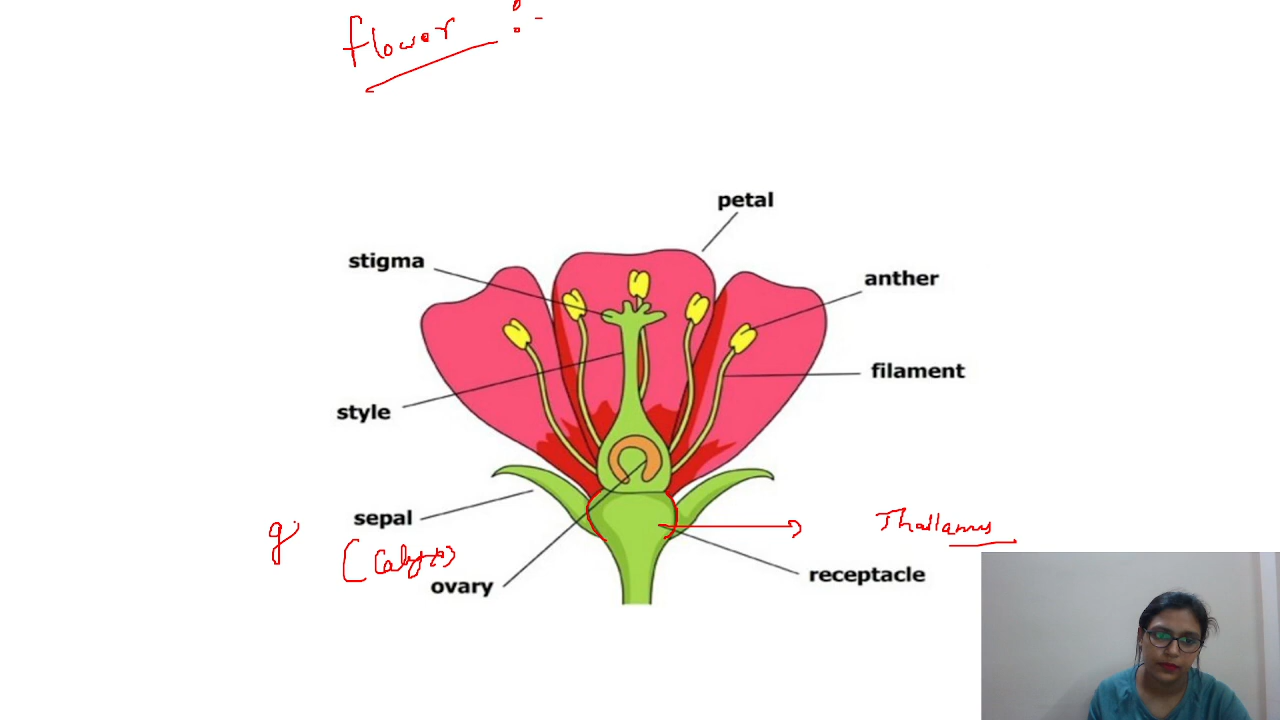 flower :-
petal
stigma
anther
filament
style
sepal
g
(Calyx)
Thallamus
ovary
receptacle